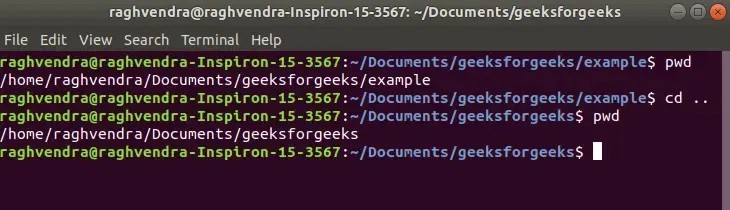 raghvendra@raghvendra-Inspiron-15-3567: ~/Documents/geeksforgeeks
File Edit View Search Terminal Help
raghvendra@raghvendra-Inspiron-15-3567:~/Documents/geeksforgeeks/example$ pwd
/home/raghvendra/Documents/geeksforgeeks/example
raghvendra@raghvendra-Inspiron-15-3567:~/Documents/geeksforgeeks/example$ cd ..
raghvendra@raghvendra-Inspiron-15-3567:~/Documents/geeksforgeeks$ pwd
/home/raghvendra/Documents/geeksforgeeks
raghvendra@raghvendra-Inspiron-15-3567:~/Documents/geeksforgeeks$